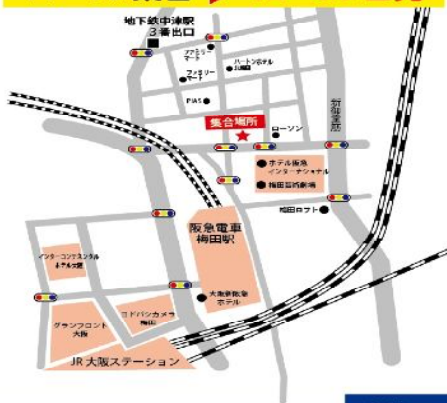 地下鉄中津駅
3番出口
ファミリー
マート
ファミリー
マート
ハートンホテル
PIAS
集合場所
ローソン
新御堂筋
ホテル阪急
インターナショナル
梅田芸術劇場
梅田ロフト
阪急電車
梅田駅
インターコンチネンタル
ホテル大阪
大阪新阪急
ホテル
ヨドバシカメラ
梅田
グランフロント
大阪
JR 大阪ステーション